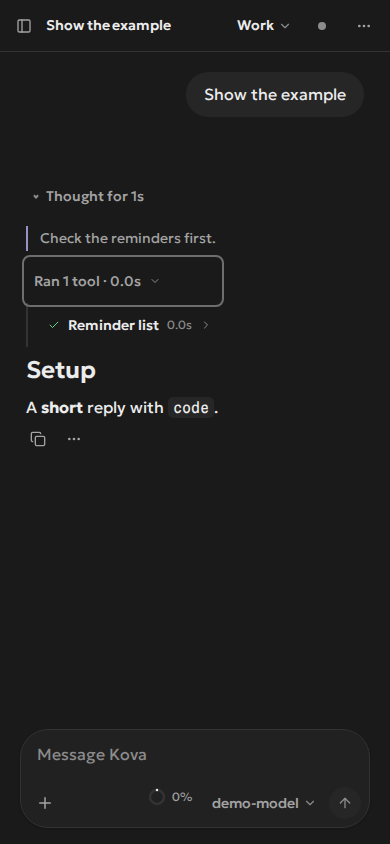 Show the example
Work
Show the example
Thought for 1s
Check the reminders first.
Ran 1 tool · 0.0s
Reminder list 0.0s
Setup
A short reply with code.
Message Kova
0%
demo-model